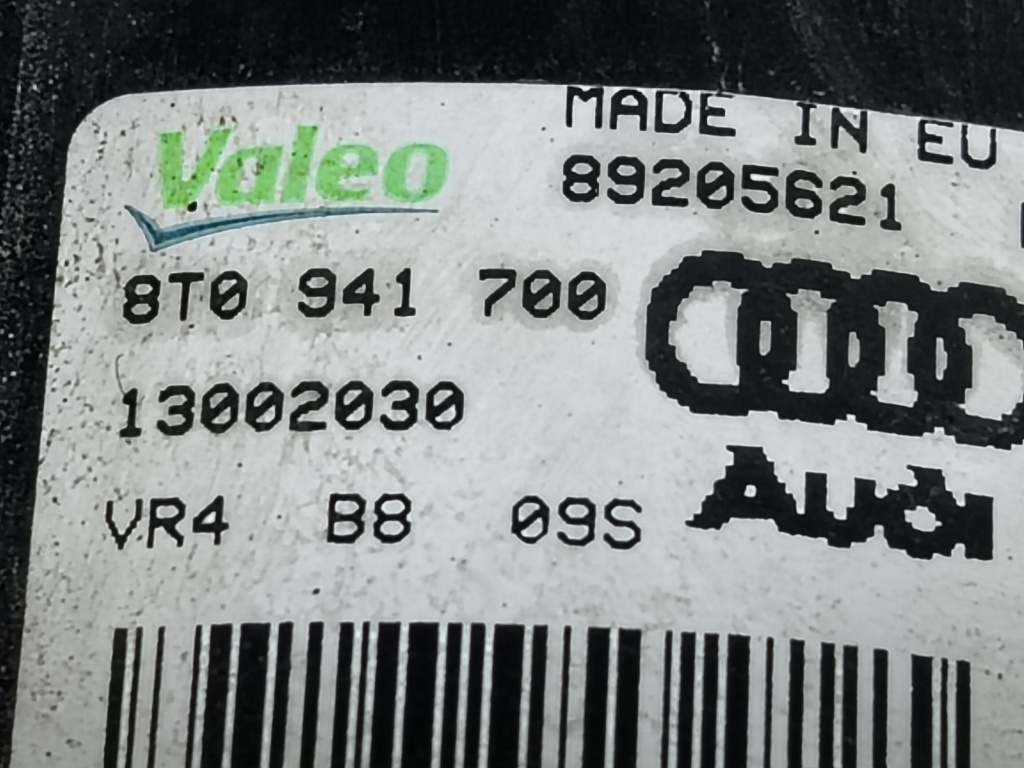 Valeo
MADE IN EU
89205621
8T0 941 700
13002030
Audi
VR4 B8 09S